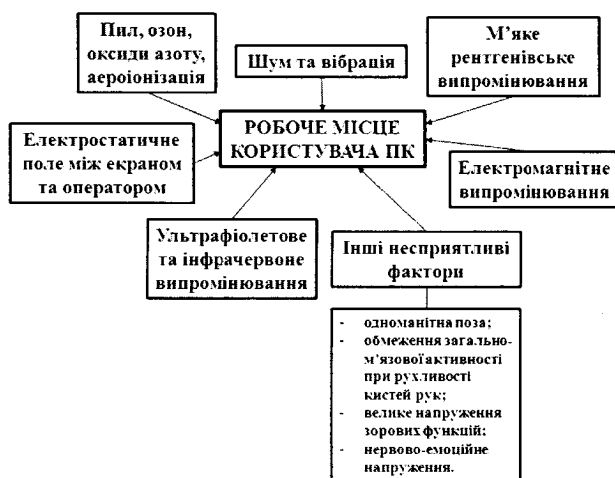 Пил, озон,
оксиди азоту,
аероіонізація
Шум та вібрація
М’яке
рентгенівське
випромінювання
РОБОЧЕ МІСЦЕ
КОРИСТУВАЧА ПК
Електростатичне
поле між екраном
та оператором
Електромагнітне
випромінювання
Ультрафіолетове
та інфрачервоне
випромінювання
Інші несприятливі
фактори
- одноманітна поза;
- обмеження загально-
м’язової активності
при рухливості
кистей рук;
- велике напруження
зорових функцій;
- нервово-емоційне
напруження.